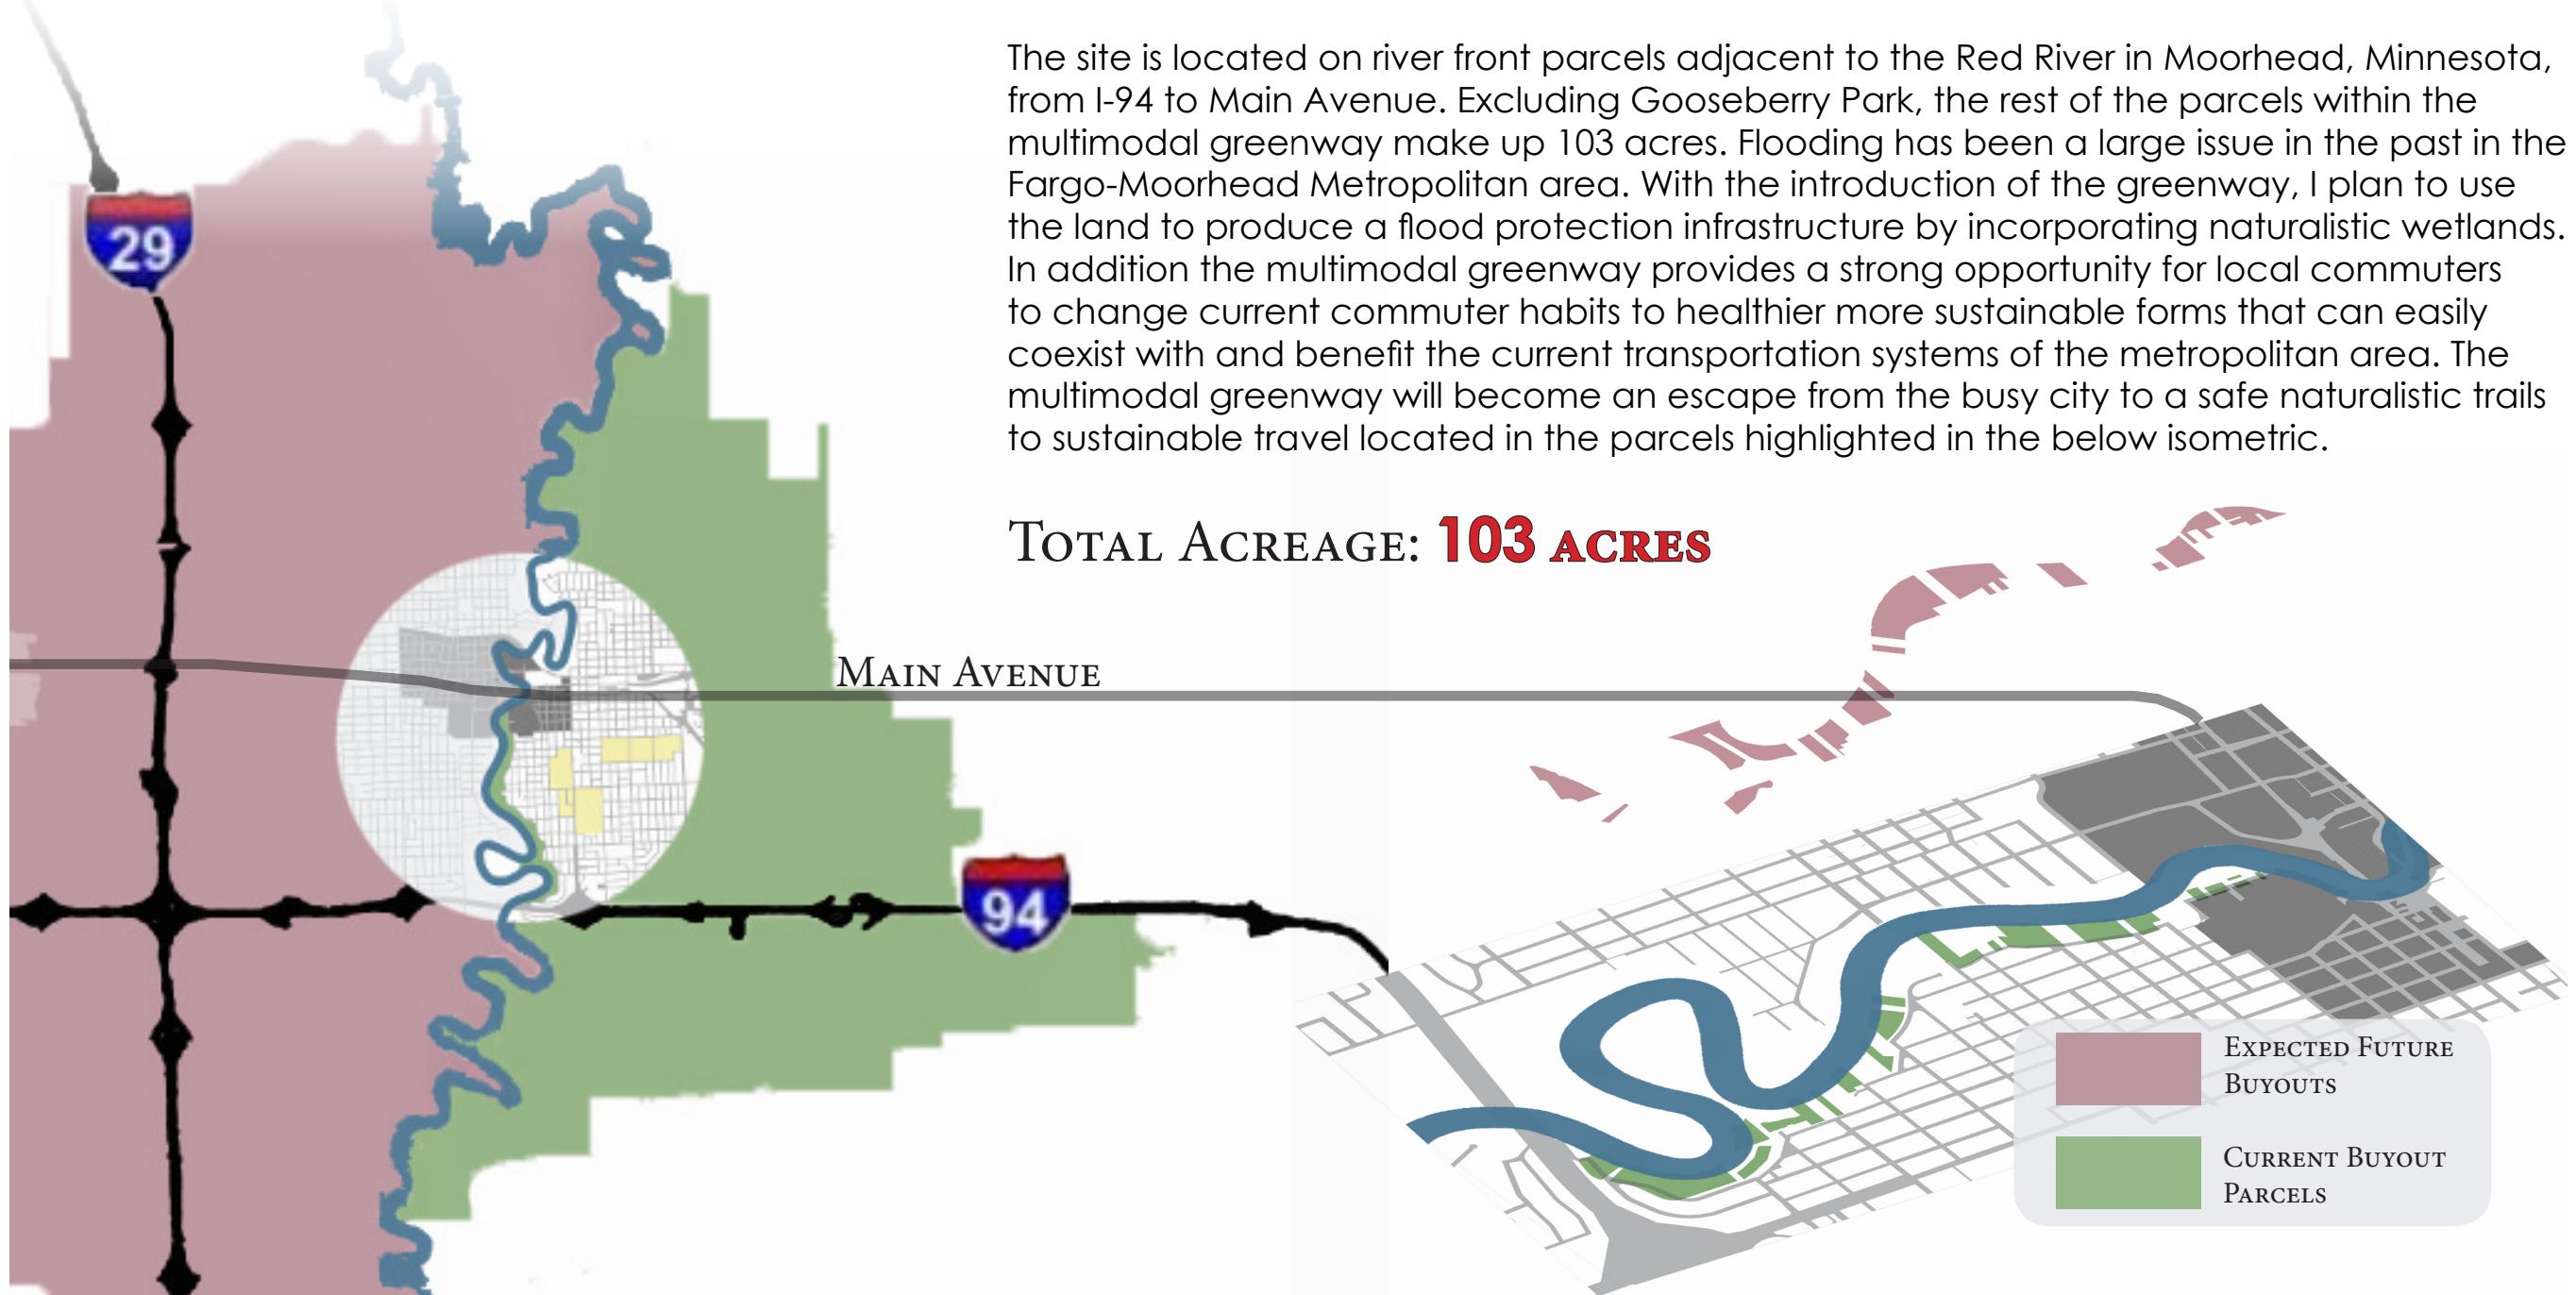 The site is located on river front parcels adjacent to the Red River in Moorhead, Minnesota,
from I-94 to Main Avenue. Excluding Gooseberry Park, the rest of the parcels within the
multimodal greenway make up 103 acres. Flooding has been a large issue in the past in the
Fargo-Moorhead Metropolitan area. With the introduction of the greenway, I plan to use
the land to produce a flood protection infrastructure by incorporating naturalistic wetlands.
In addition the multimodal greenway provides a strong opportunity for local commuters
to change current commuter habits to healthier more sustainable forms that can easily
coexist with and benefit the current transportation systems of the metropolitan area. The
multimodal greenway will become an escape from the busy city to a safe naturalistic trails
to sustainable travel located in the parcels highlighted in the below isometric.
29
Total Acreage: 103 acres
Main Avenue
94
Expected Future
Buyouts
Current Buyout
Parcels